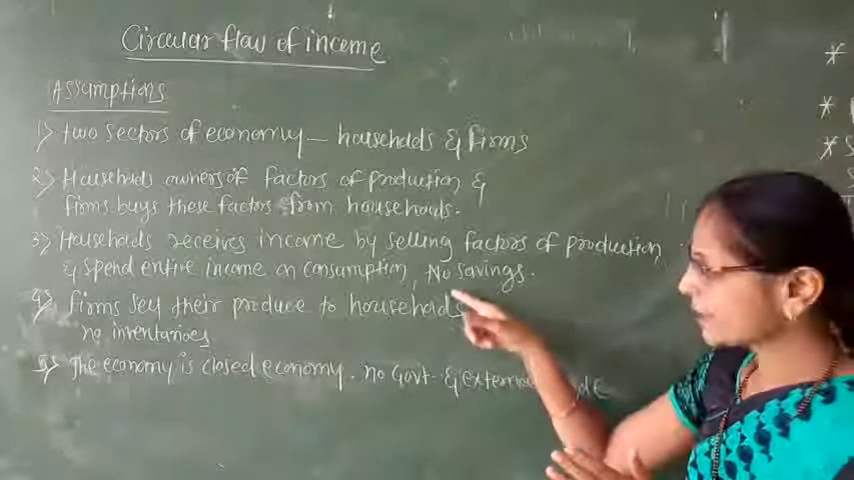 Circular flow of income
Assumptions
1) Two sectors of economy – households & firms
2) Households owners of factors of production &
firms buys these factors from households.
3) Households receives income by selling factors of production
& spend entire income on consumption, No savings.
4) firms sell their produce to households
no inventories
5) The economy is closed economy. no Govt. &
*
*
* S